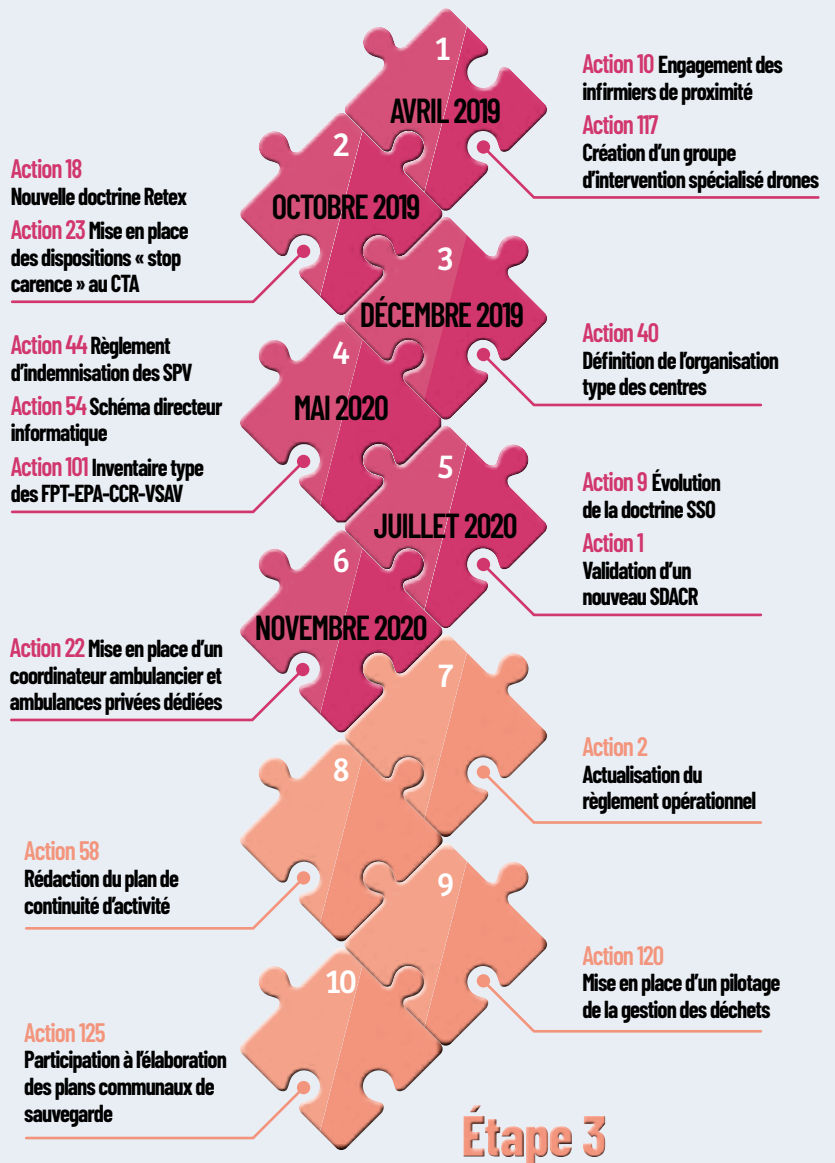 1
AVRIL 2019
Action 10 Engagement des
infirmiers de proximité
Action 117
Création d'un groupe
d'intervention spécialisé drones
2
OCTOBRE 2019
Action 18
Nouvelle doctrine Retex
Action 23 Mise en place
des dispositions « stop
carence » au CTA
3
DÉCEMBRE 2019
Action 40
Définition de l'organisation
type des centres
4
MAI 2020
Action 44 Règlement
d'indemnisation des SPV
Action 54 Schéma directeur
informatique
Action 101 Inventaire type
des FPT-EPA-CCR-VSAV
5
JUILLET 2020
Action 9 Évolution
de la doctrine SSO
Action 1
Validation d'un
nouveau SDACR
6
NOVEMBRE 2020
Action 22 Mise en place d'un
coordinateur ambulancier et
ambulances privées dédiées
7
Action 2
Actualisation du
règlement opérationnel
8
Action 58
Rédaction du plan de
continuité d'activité
9
Action 120
Mise en place d'un pilotage
de la gestion des déchets
10
Action 125
Participation à l'élaboration
des plans communaux de
sauvegarde
Étape 3